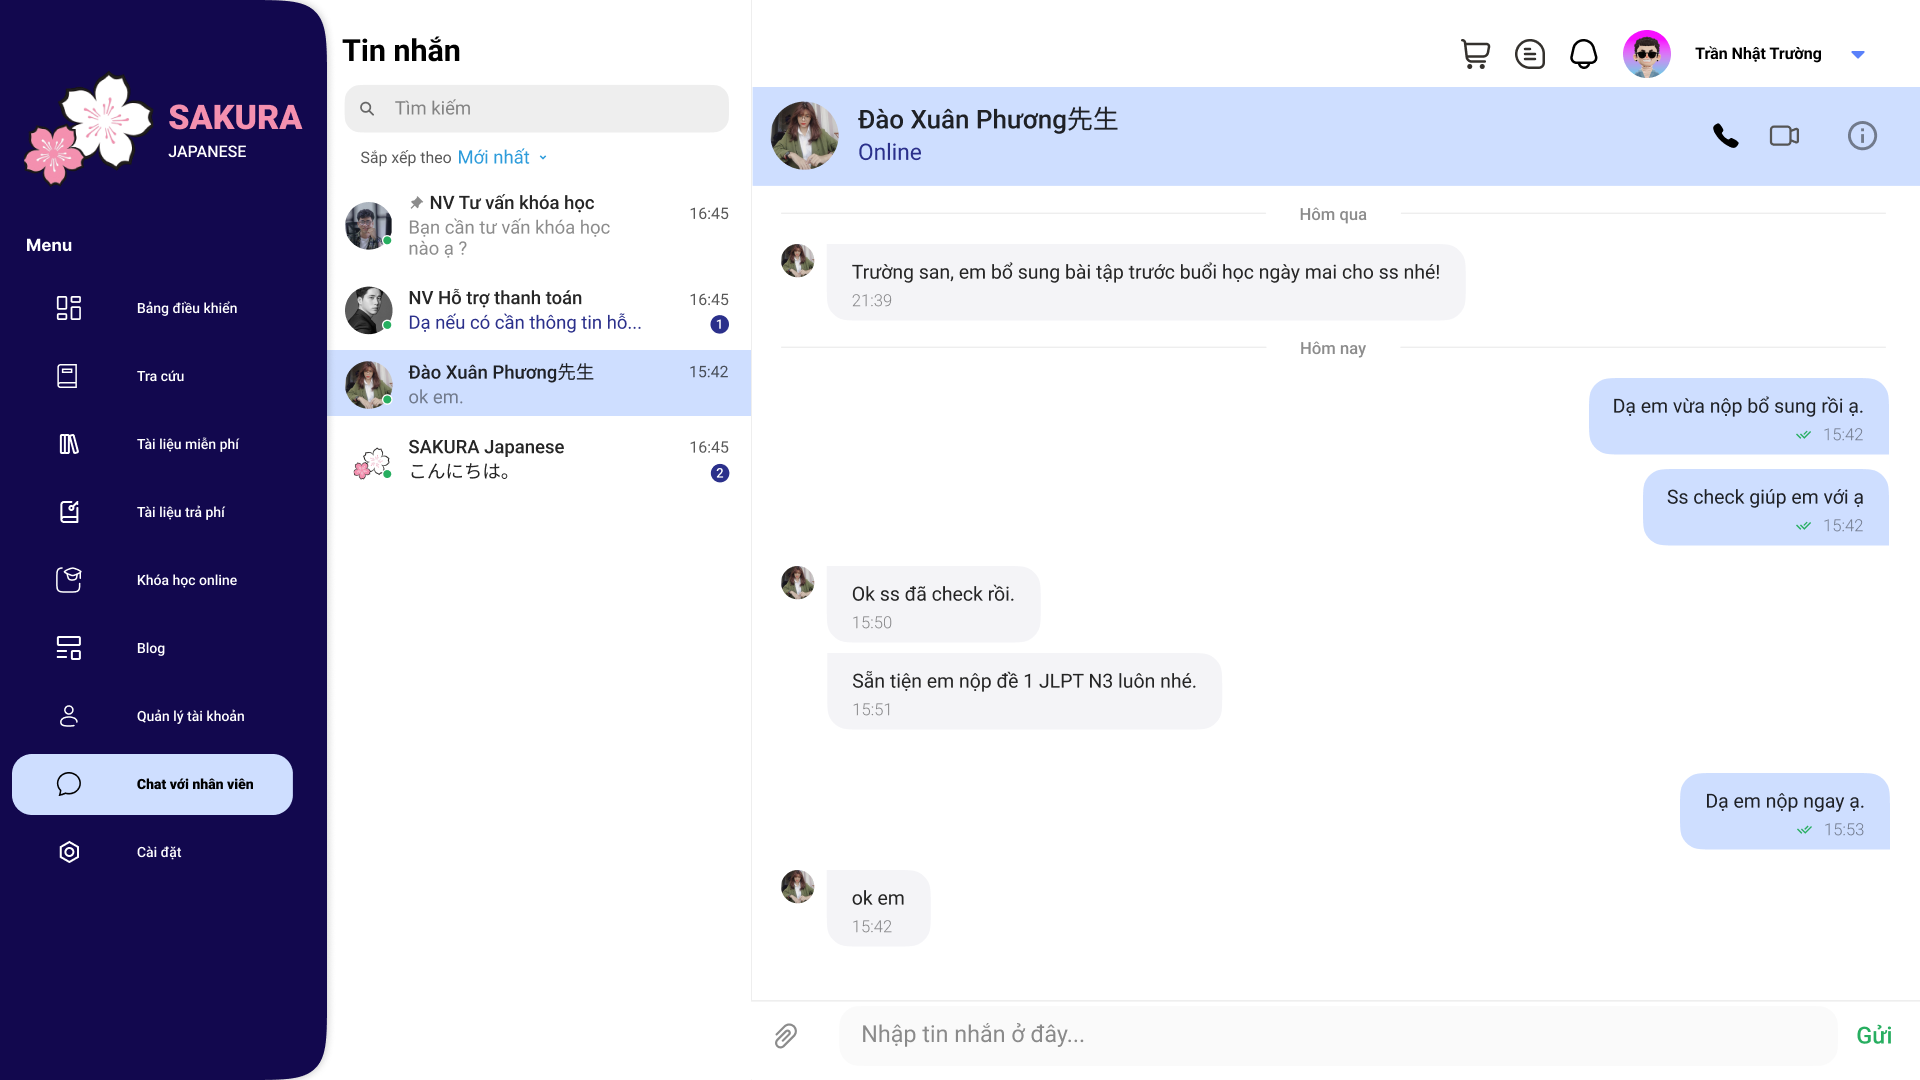 SAKURA
JAPANESE
Menu
Bảng điều khiển
Tra cứu
Tài liệu miễn phí
Tài liệu trả phí
Khóa học online
Blog
Quản lý tài khoản
Chat với nhân viên
Cài đặt
Tin nhắn
Tìm kiếm
Sắp xếp theo Mới nhất
NV Tư vấn khóa học
16:45
Bạn cần tư vấn khóa học
nào ạ ?
NV Hỗ trợ thanh toán
16:45
Dạ nếu có cần thông tin hỗ...
1
Đào Xuân Phương先生
15:42
ok em.
SAKURA Japanese
16:45
こんにちは。
2
Trần Nhật Trường
Đào Xuân Phương先生
Online
Hôm qua
Trường san, em bổ sung bài tập trước buổi học ngày mai cho ss nhé!
21:39
Hôm nay
Dạ em vừa nộp bổ sung rồi ạ.
15:42
Ss check giúp em với ạ
15:42
Ok ss đã check rồi.
15:50
Sẵn tiện em nộp đề 1 JLPT N3 luôn nhé.
15:51
Dạ em nộp ngay ạ.
15:53
ok em
15:42
Nhập tin nhắn ở đây...
Gửi